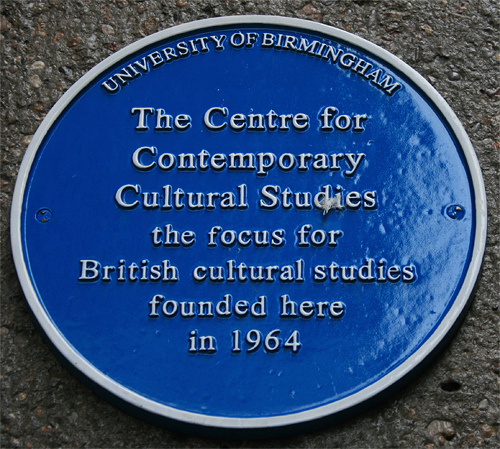 UNIVERSITY OF BIRMINGHAM
The Centre for
Contemporary
Cultural Studies
the focus for
British cultural studies
founded here
in 1964